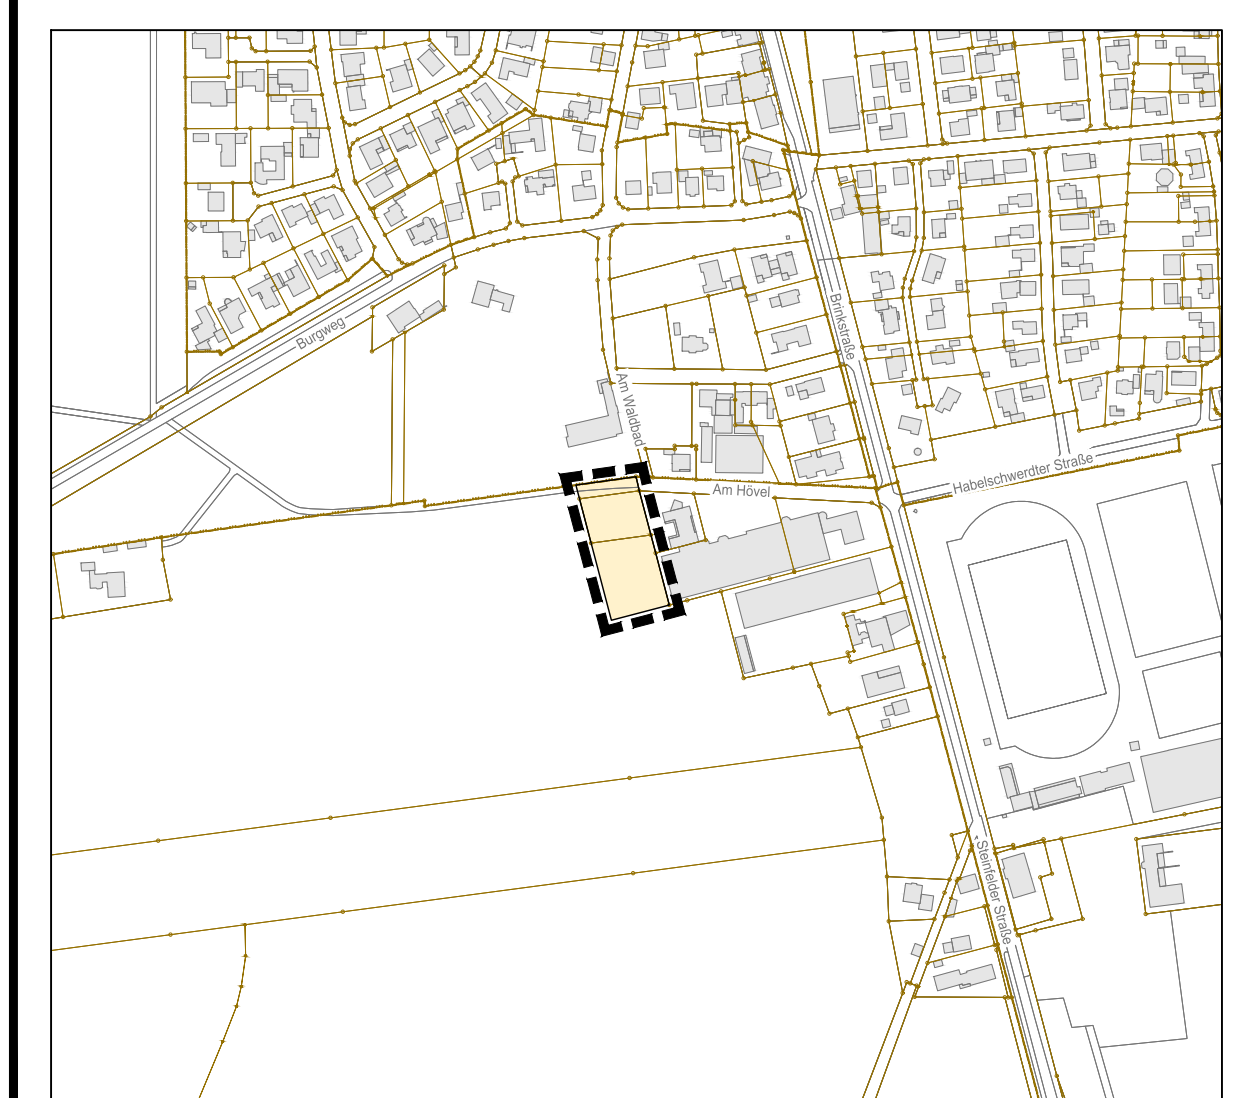 Burgweg
Brinkstraße
Am Waldbad
Habelschwerdter Straße
Am Hövel
Steinfelder Straße